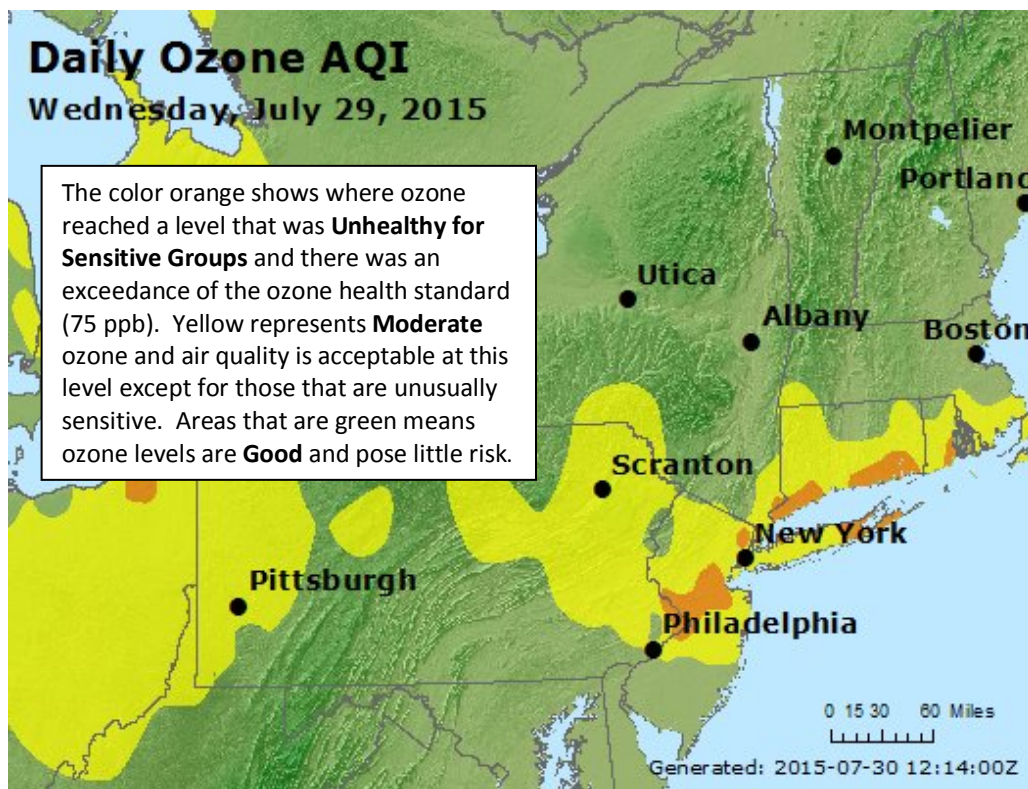 Daily Ozone AQI
Wednesday, July 29, 2015
The color orange shows where ozone
reached a level that was Unhealthy for
Sensitive Groups and there was an
exceedance of the ozone health standard
(75 ppb). Yellow represents Moderate
ozone and air quality is acceptable at this
level except for those that are unusually
sensitive. Areas that are green means
ozone levels are Good and pose little risk.
Montpelier
Portland
Utica
Albany
Boston
Scranton
New York
Pittsburgh
Philadelphia
0 15 30 60 Miles
Generated: 2015-07-30 12:14:00Z